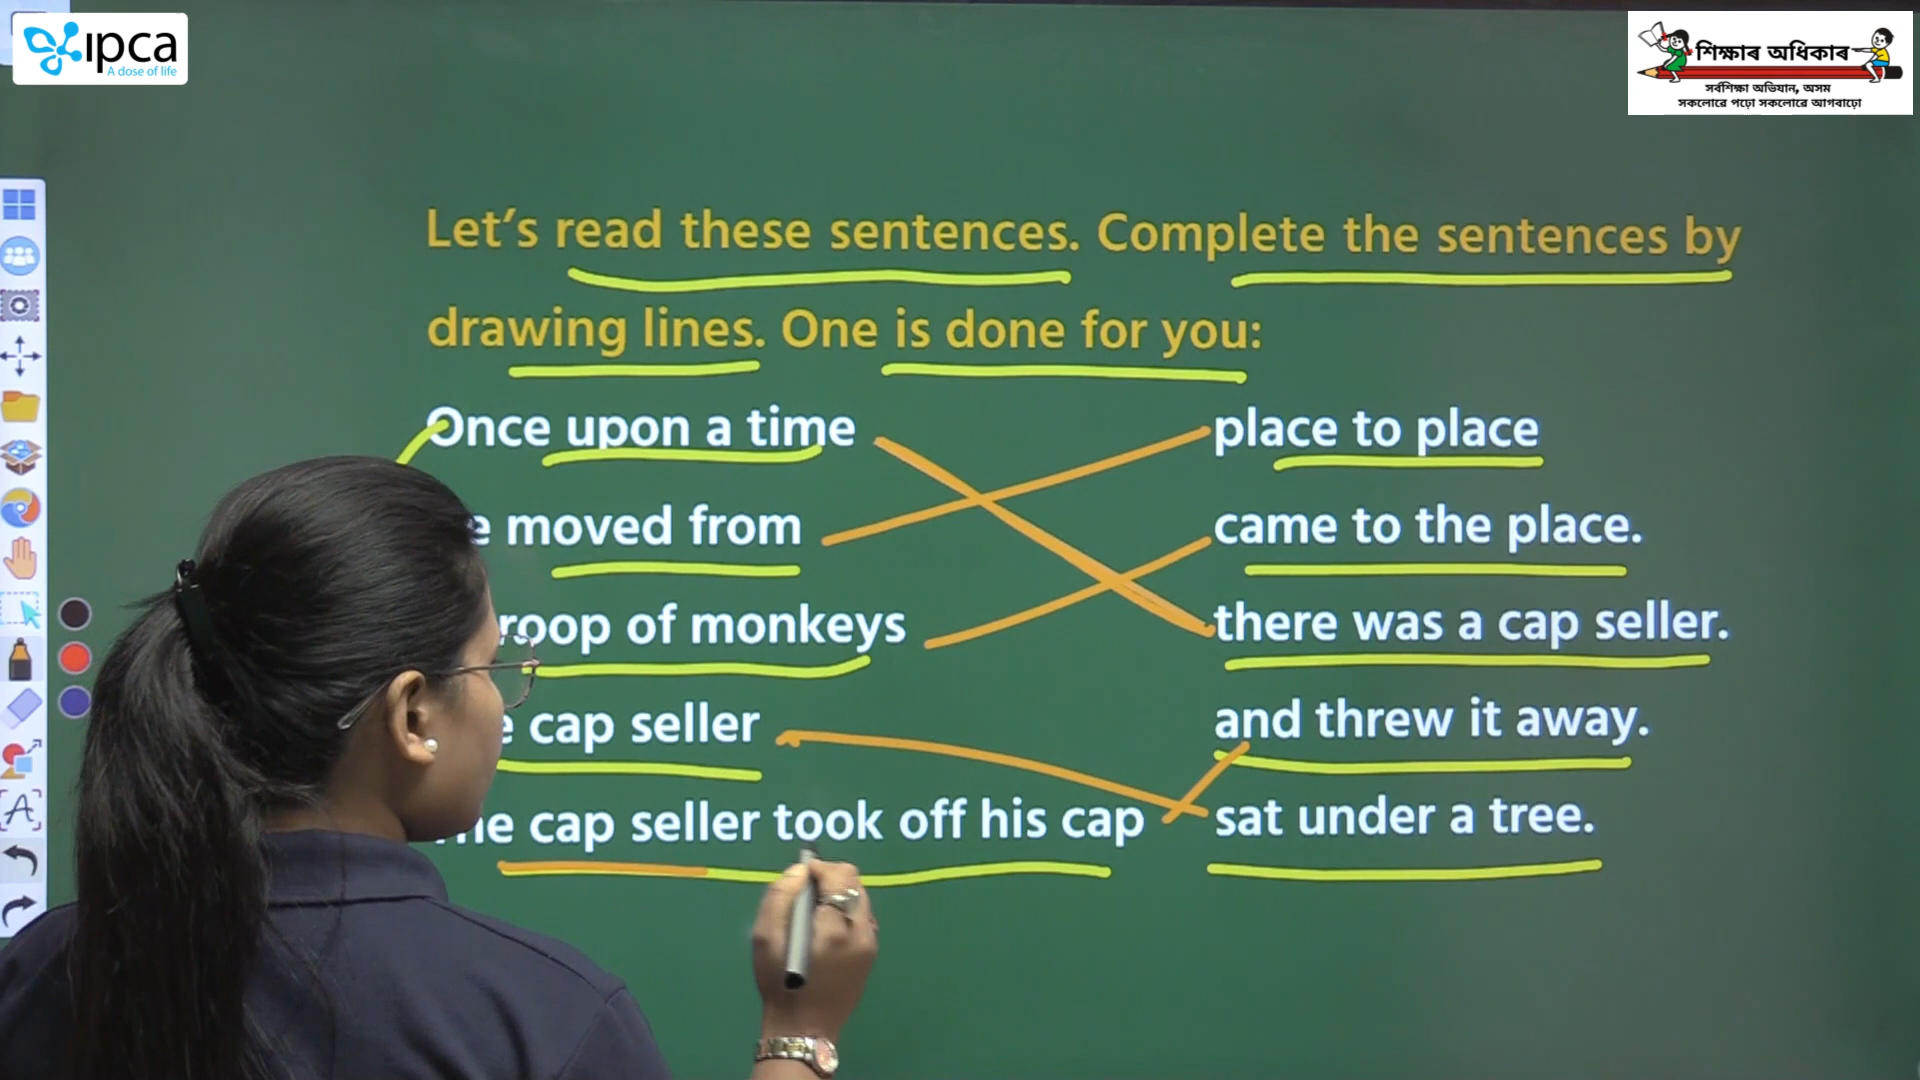 ipca
A dose of life
শিক্ষাৰ অধিকাৰ
সৰ্বশিক্ষা অভিযান, অসম
সকলোৱে পঢ়ো সকলোৱে আগবাঢ়ো
Let's read these sentences. Complete the sentences by
drawing lines. One is done for you:
Once upon a time place to place
moved from came to the place.
of monkeys there was a cap seller.
cap seller and threw it away.
cap seller took off his cap sat under a tree.